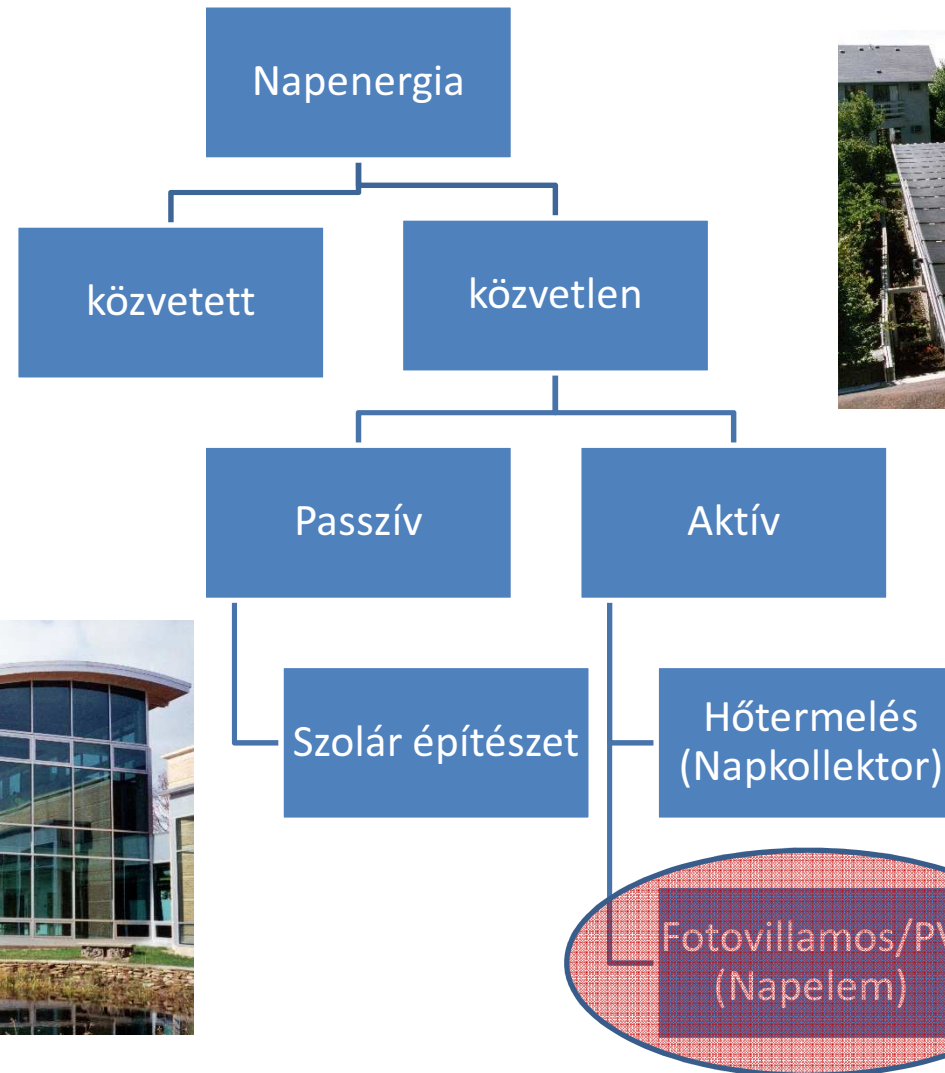 Napenergia
közvetett
közvetlen
Passzív
Aktív
Szolár építészet
Hőtermelés
(Napkollektor)
Fotovillamos/PV
(Napelem)